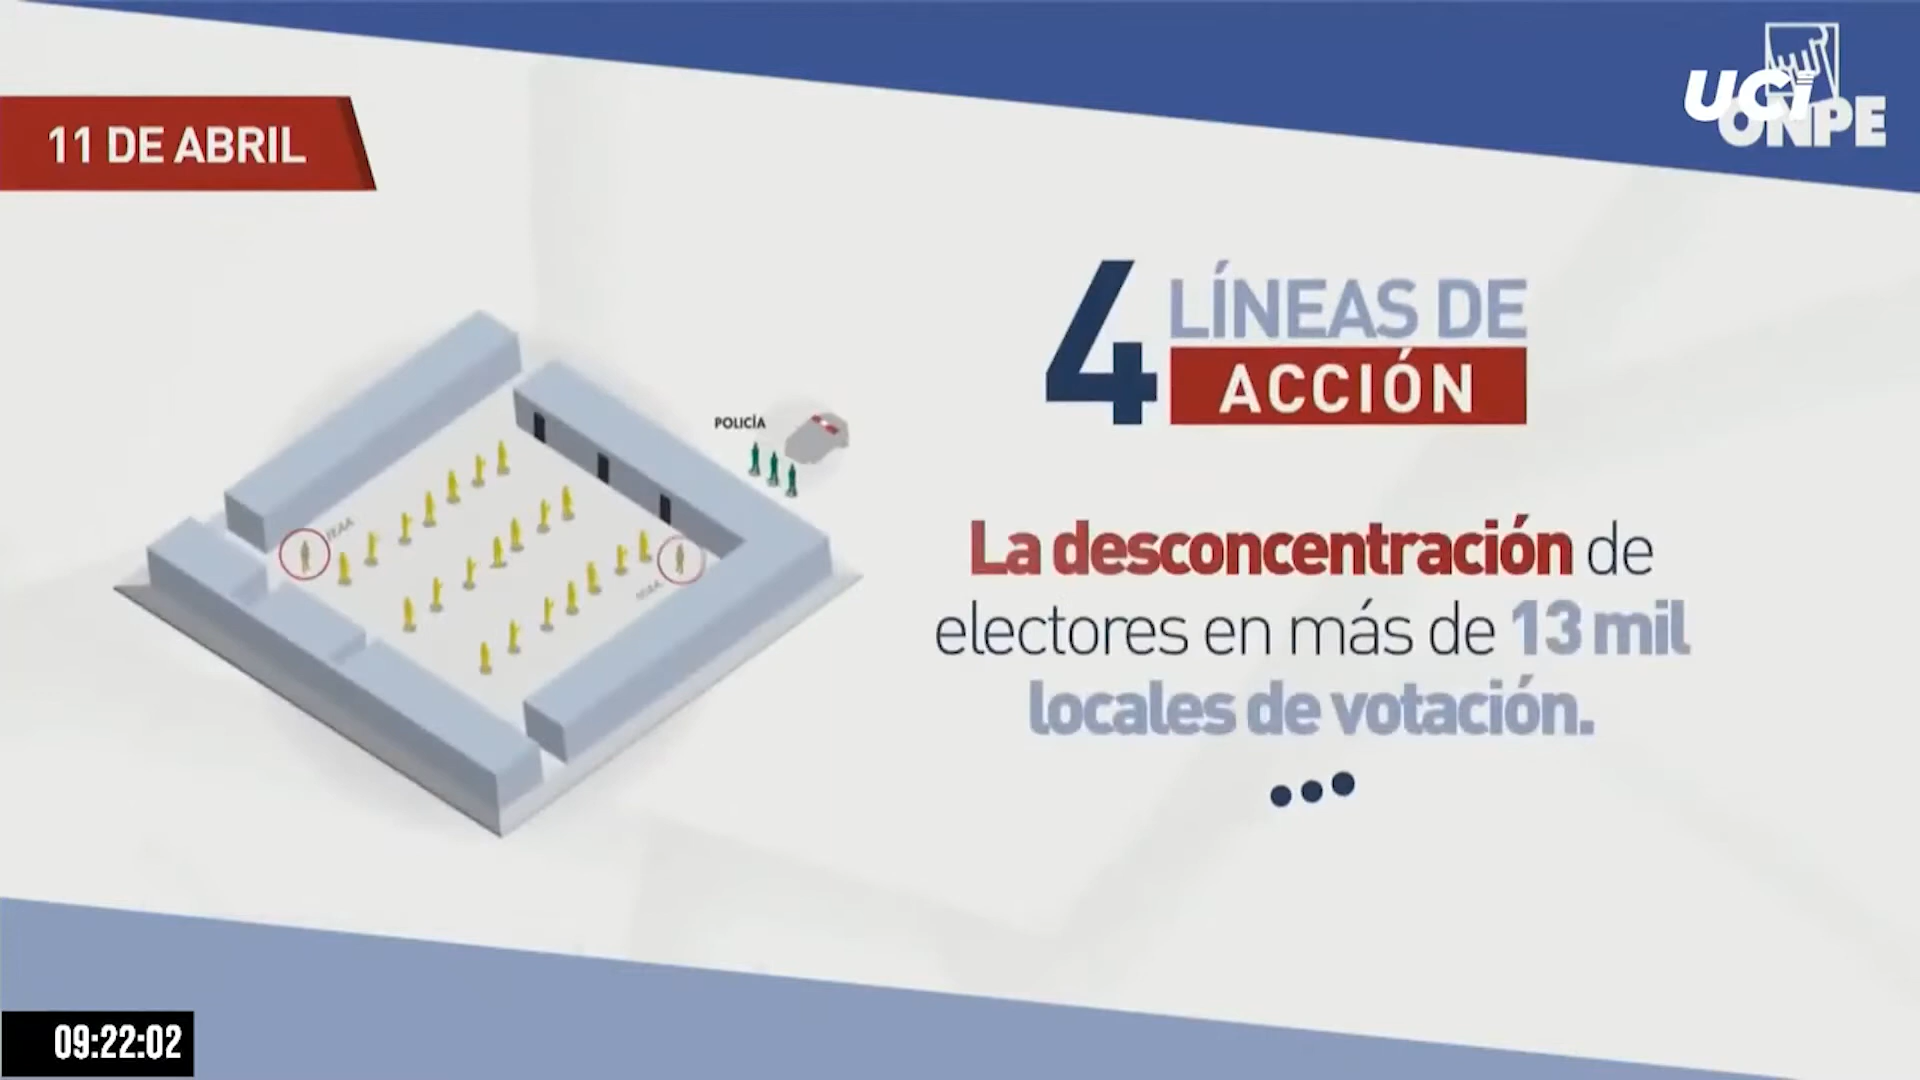 UCi
ONPE
11 DE ABRIL
4 LÍNEAS DE
ACCIÓN
POLICÍA
La desconcentración de
electores en más de 13 mil
locales de votación.
09:22:02